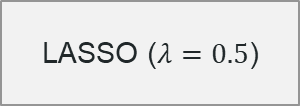 LASSO (𝜆 = 0.5)